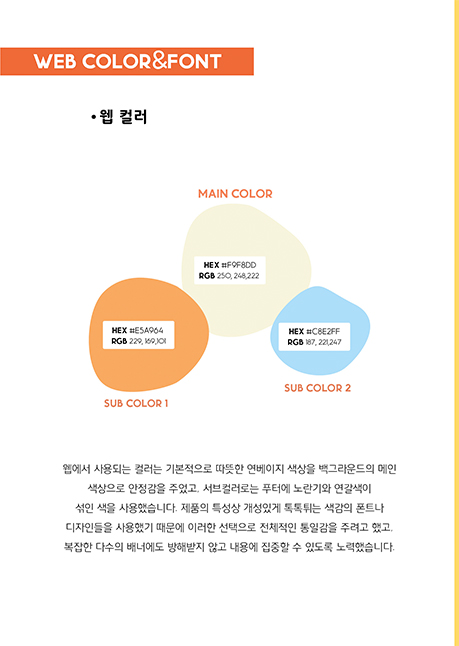 WEB COLOR&FONT
• 웹 컬러
MAIN COLOR
HEX #F9F8DD
RGB 250, 248,222
HEX #E5A964
RGB 229, 169,101
HEX #C8E2FF
RGB 187, 221,247
SUB COLOR 2
SUB COLOR 1
웹에서 사용되는 컬러는 기본적으로 따뜻한 연베이지 색상을 백그라운드의 메인
색상으로 안정감을 주었고. 서브컬러로는 푸터에 노란기와 연갈색이
섞인 색을 사용했습니다. 제품의 특성상 개성있게 톡톡튀는 색감의 폰트나
디자인들을 사용했기 때문에 이러한 선택으로 전체적인 통일감을 주려고 했고.
복잡한 다수의 배너에도 방해받지 않고 내용에 집중할 수 있도록 노력했습니다.